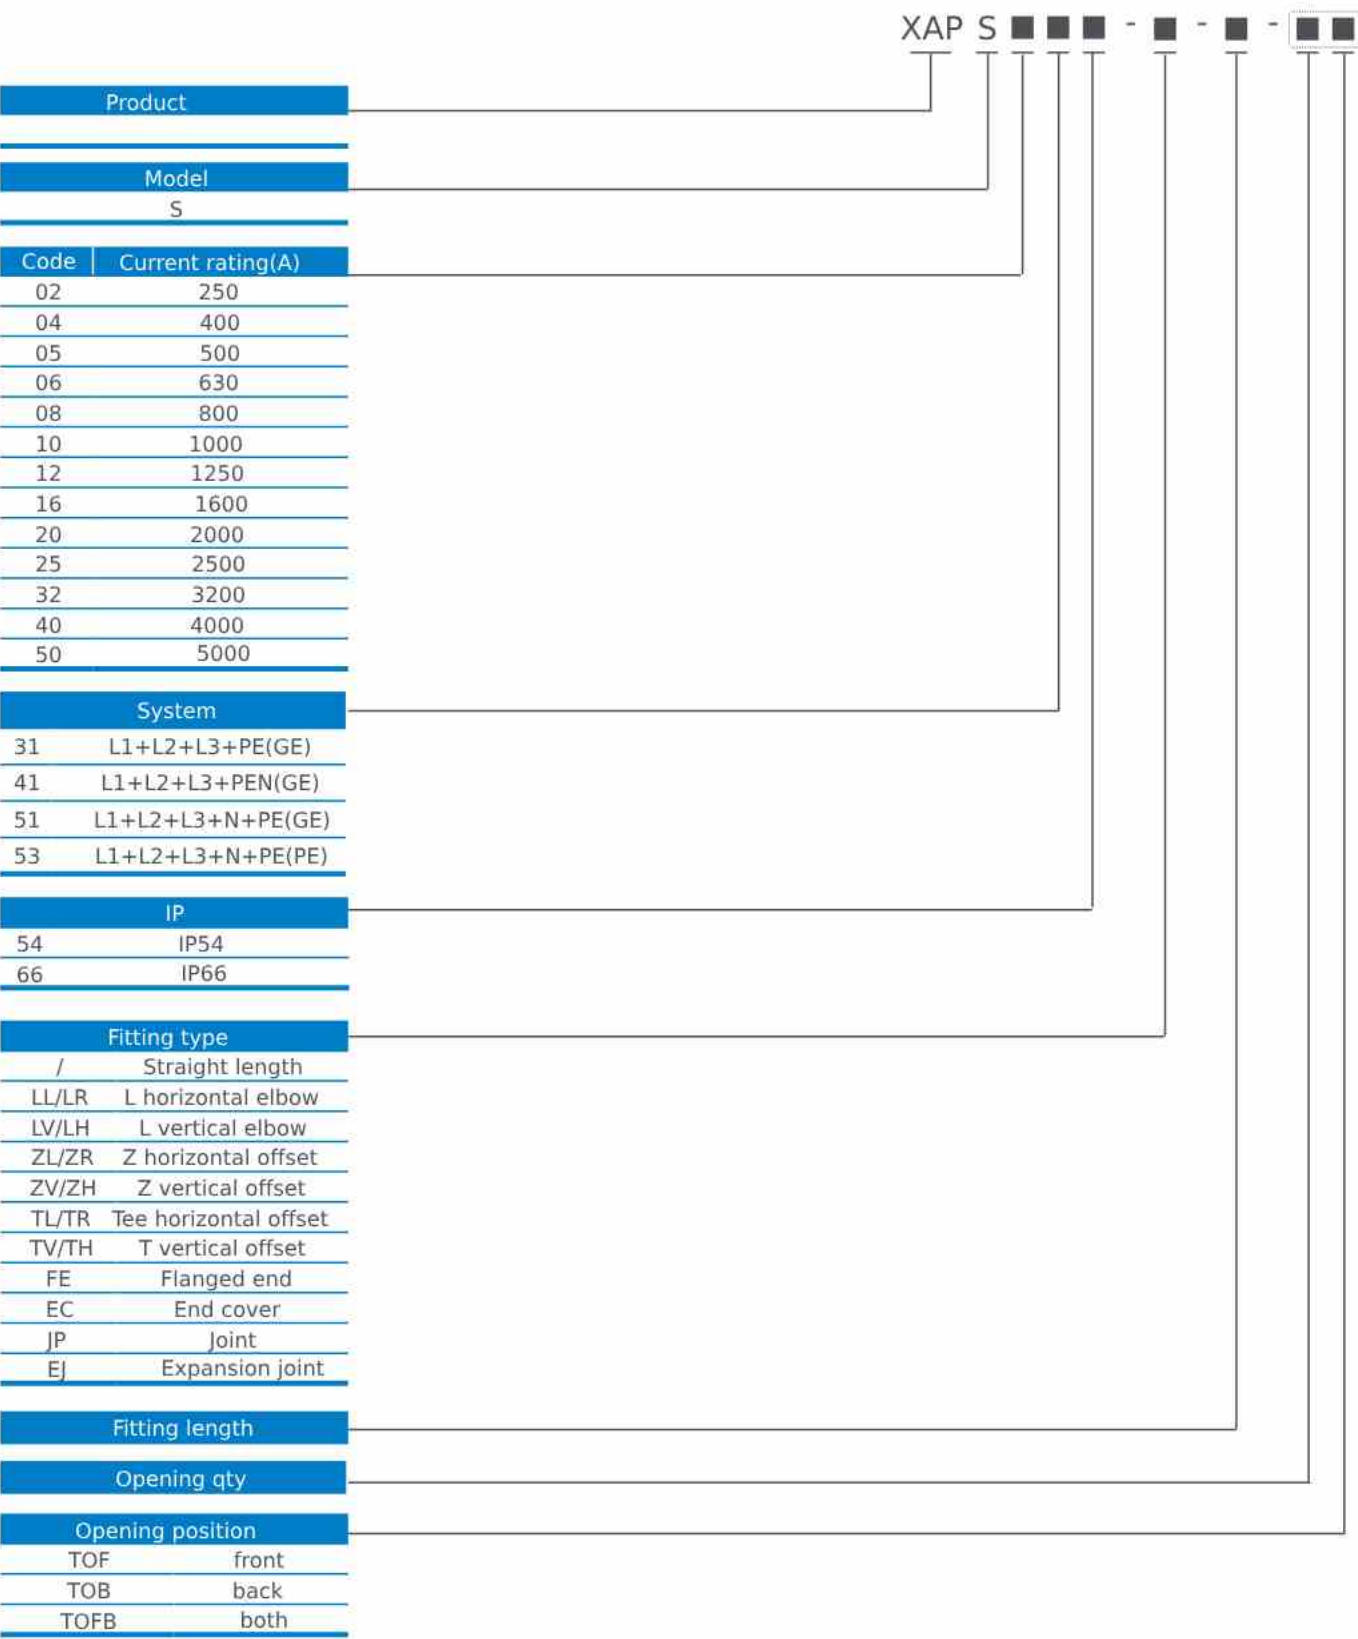 XAP S ■ ■ ■ - ■ - ■ - ■ ■
Product
Model
S
Code Current rating(A)
02 250
04 400
05 500
06 630
08 800
10 1000
12 1250
16 1600
20 2000
25 2500
32 3200
40 4000
50 5000
System
31 L1+L2+L3+PE(GE)
41 L1+L2+L3+PEN(GE)
51 L1+L2+L3+N+PE(GE)
53 L1+L2+L3+N+PE(PE)
IP
54 IP54
66 IP66
Fitting type
/ Straight length
LL/LR L horizontal elbow
LV/LH L vertical elbow
ZL/ZR Z horizontal offset
ZV/ZH Z vertical offset
TL/TR Tee horizontal offset
TV/TH T vertical offset
FE Flanged end
EC End cover
JP Joint
EJ Expansion joint
Fitting length
Opening qty
Opening position
TOF front
TOB back
TOFB both